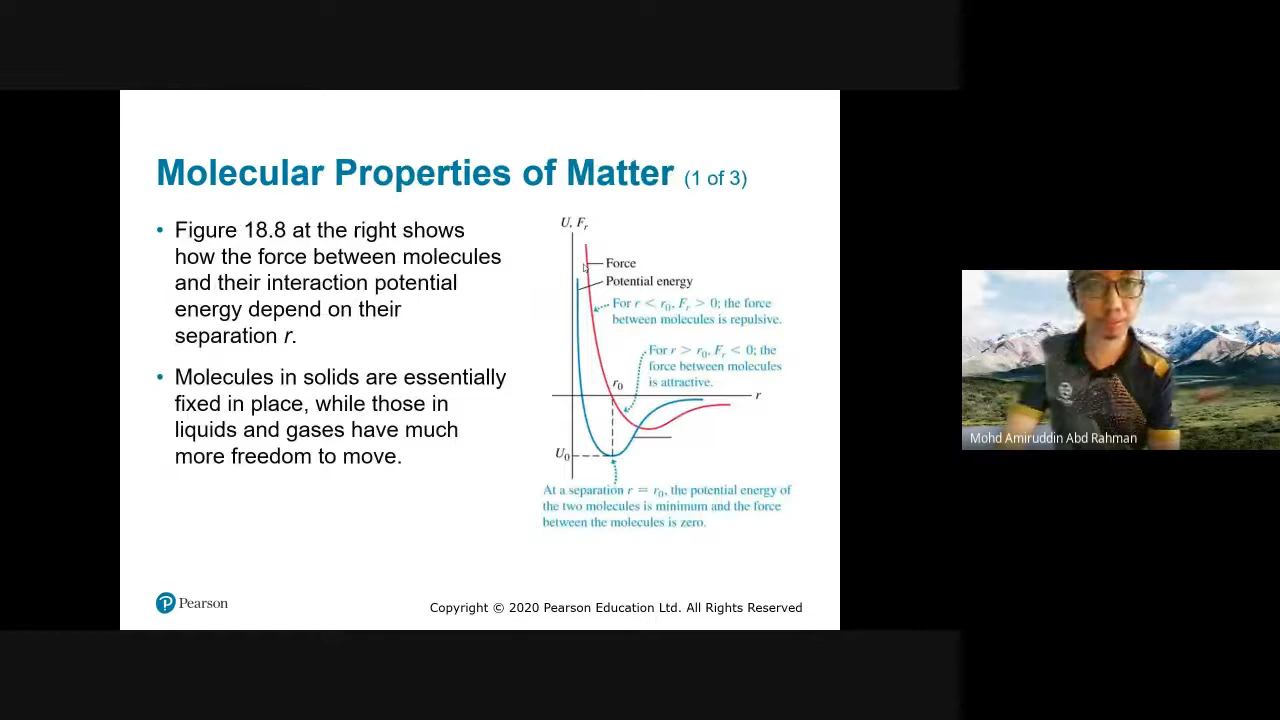 Molecular Properties of Matter (1 of 3)
• Figure 18.8 at the right shows
how the force between molecules
and their interaction potential
energy depend on their
separation r.
• Molecules in solids are essentially
fixed in place, while those in
liquids and gases have much
more freedom to move.
U, Fr
Force
Potential energy
For r < r₀, Fr > 0; the force
between molecules is repulsive.
For r > r₀, Fr < 0; the
force between molecules
is attractive.
r₀
r
U₀
At a separation r = r₀, the potential energy of
the two molecules is minimum and the force
between the molecules is zero.
P Pearson
Copyright © 2020 Pearson Education Ltd. All Rights Reserved
Mohd Amiruddin Abd Rahman